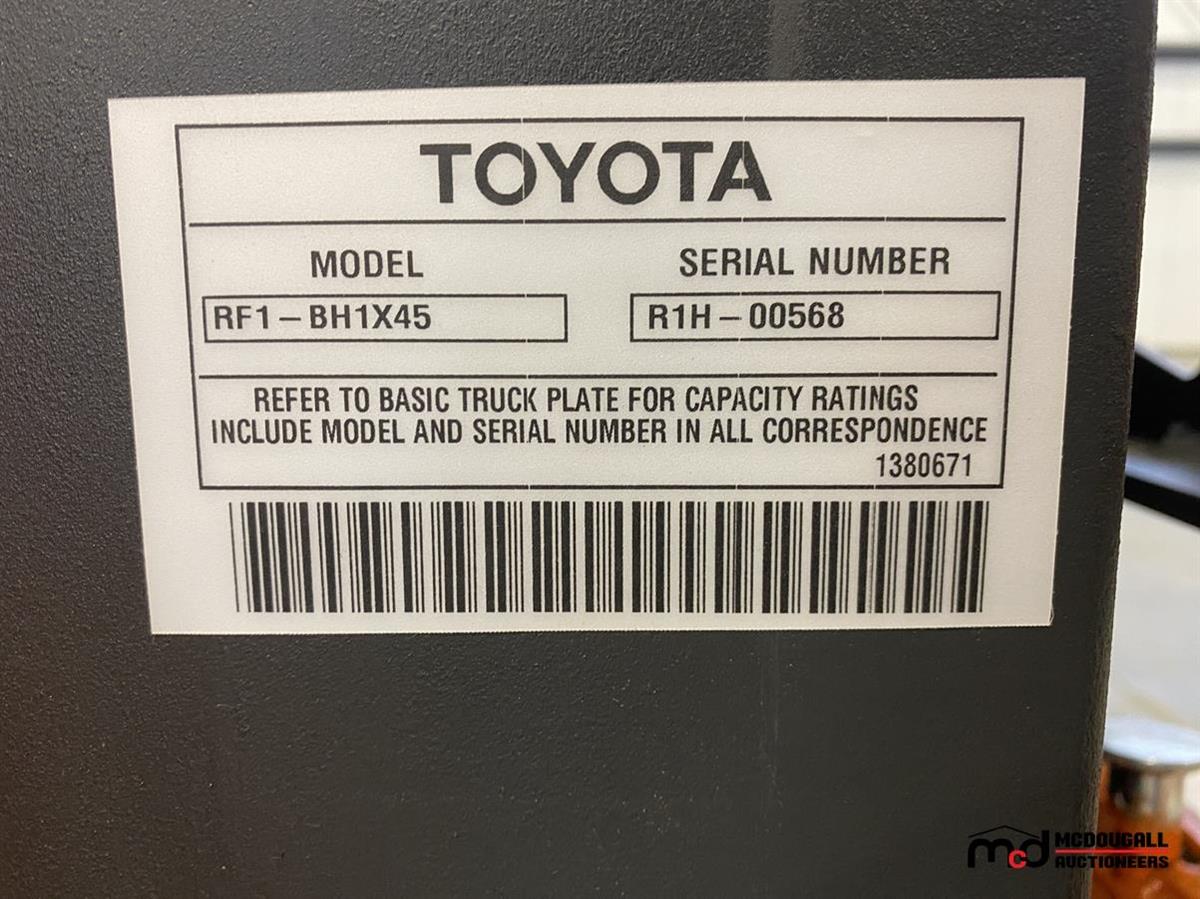 TOYOTA
MODEL
SERIAL NUMBER
RF1-BH1X45
R1H-00568
REFER TO BASIC TRUCK PLATE FOR CAPACITY RATINGS
INCLUDE MODEL AND SERIAL NUMBER IN ALL CORRESPONDENCE
1380671
mcd MCDOUGALL
AUCTIONEERS